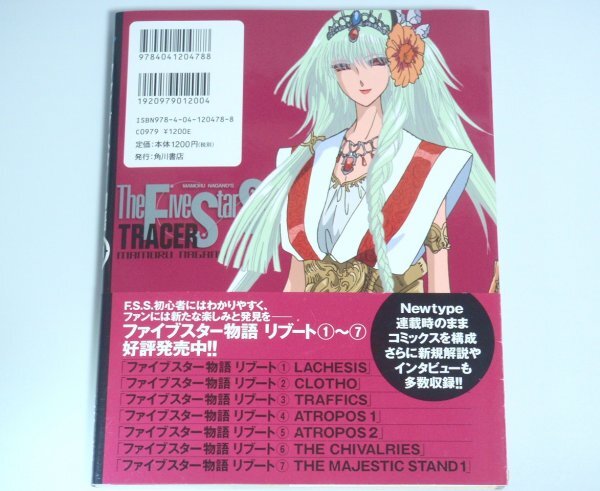 9784041204788
1920979012004
ISBN978-4-04-120478-8
C0979 ¥1200E
定価:本体1200円(税別)
発行:角川書店
MAMORU NAGANO'S
The Five Star S
TRACER
MAMORU NAGAN
F.S.S.初心者にはわかりやすく、
ファンには新たな楽しみと発見を──
ファイブスター物語 リブート①〜⑦
好評発売中!!
「ファイブスター物語 リブート① LACHESIS」
「ファイブスター物語 リブート② CLOTHO」
「ファイブスター物語 リブート③ TRAFFICS」
「ファイブスター物語 リブート④ ATROPOS 1」
「ファイブスター物語 リブート⑤ ATROPOS 2」
「ファイブスター物語 リブート⑥ THE CHIVALRIES」
「ファイブスター物語 リブート⑦ THE MAJESTIC STAND 1」
Newtype
連載時のまま
コミックスを構成
さらに新規解説や
インタビューも
多数収録!!